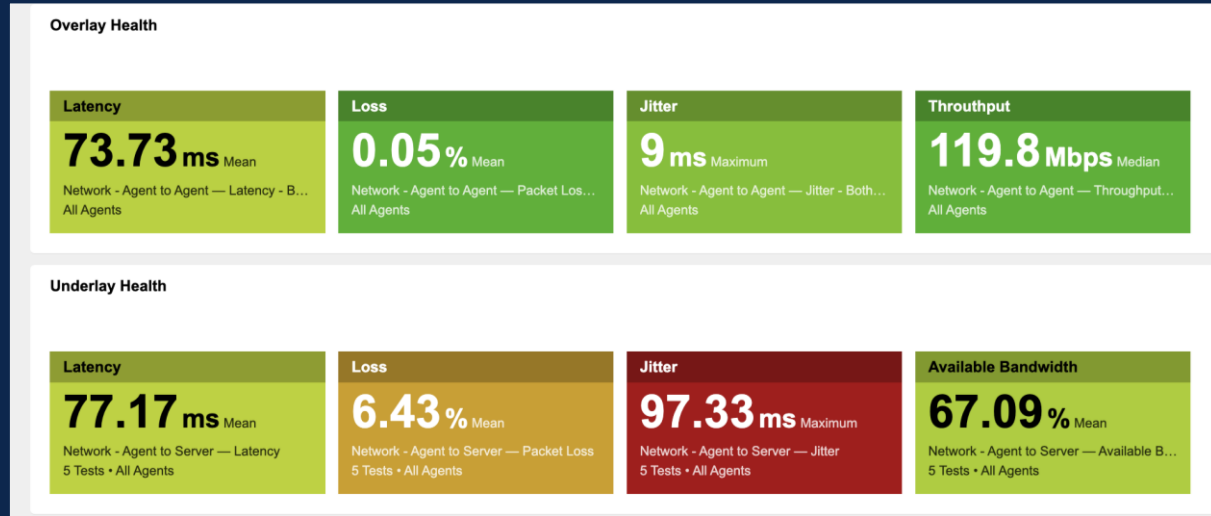 Overlay Health
Latency
73.73 ms Mean
Network - Agent to Agent — Latency - B...
All Agents
Loss
0.05 % Mean
Network - Agent to Agent — Packet Los...
All Agents
Jitter
9 ms Maximum
Network - Agent to Agent — Jitter - Both...
All Agents
Throuthput
119.8 Mbps Median
Network - Agent to Agent — Throughput...
All Agents
Underlay Health
Latency
77.17 ms Mean
Network - Agent to Server — Latency
5 Tests • All Agents
Loss
6.43 % Mean
Network - Agent to Server — Packet Loss
5 Tests • All Agents
Jitter
97.33 ms Maximum
Network - Agent to Server — Jitter
5 Tests • All Agents
Available Bandwidth
67.09 % Mean
Network - Agent to Server — Available B...
5 Tests • All Agents